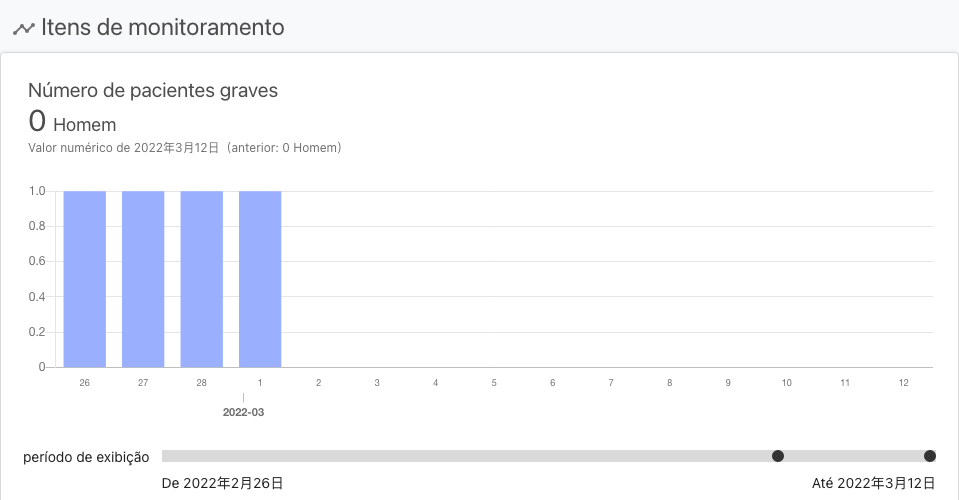 Itens de monitoramento
Número de pacientes graves
0 Homem
Valor numérico de 2022年3月12日 (anterior: 0 Homem)
1.0
0.8
0.6
0.4
0.2
0
26 27 28 1 2 3 4 5 6 7 8 9 10 11 12
2022-03
período de exibição
De 2022年2月26日 Até 2022年3月12日